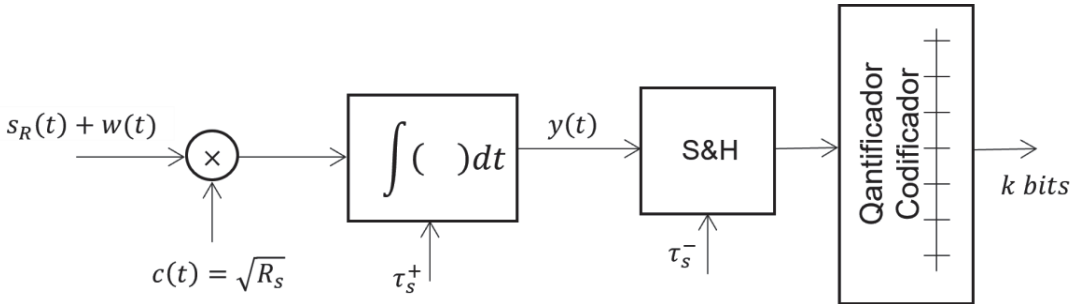 s_R(t) + w(t)
×
c(t) = √R_s
∫( )dt
τ_s^+
y(t)
S&H
τ_s^-
Qantificador
Codificador
k bits